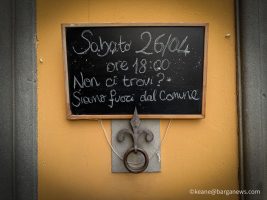 Sabato 26/04
ore 18:00
Non ci trovi?
Siamo fuori dal Comune
©keane@barganews.com